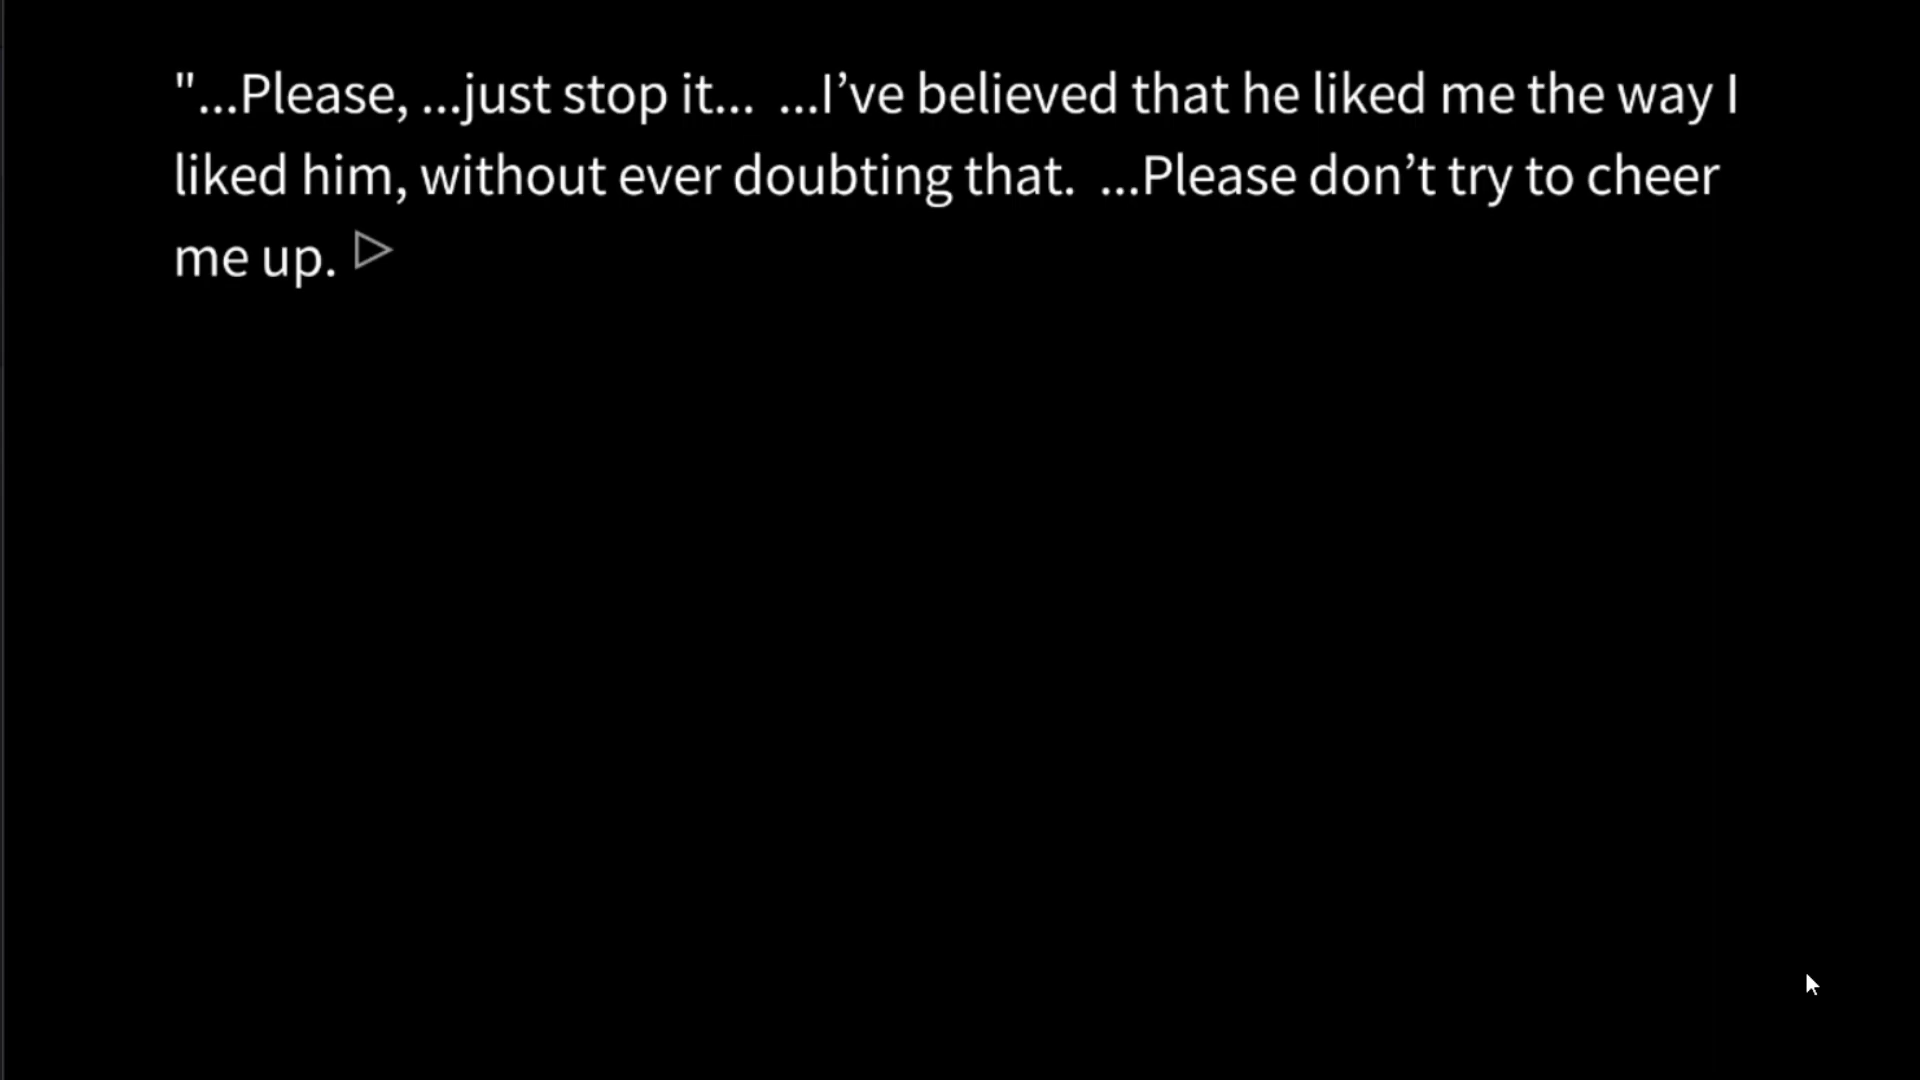 "...Please, ...just stop it...  ...I’ve believed that he liked me the way I
liked him, without ever doubting that.  ...Please don’t try to cheer
me up.